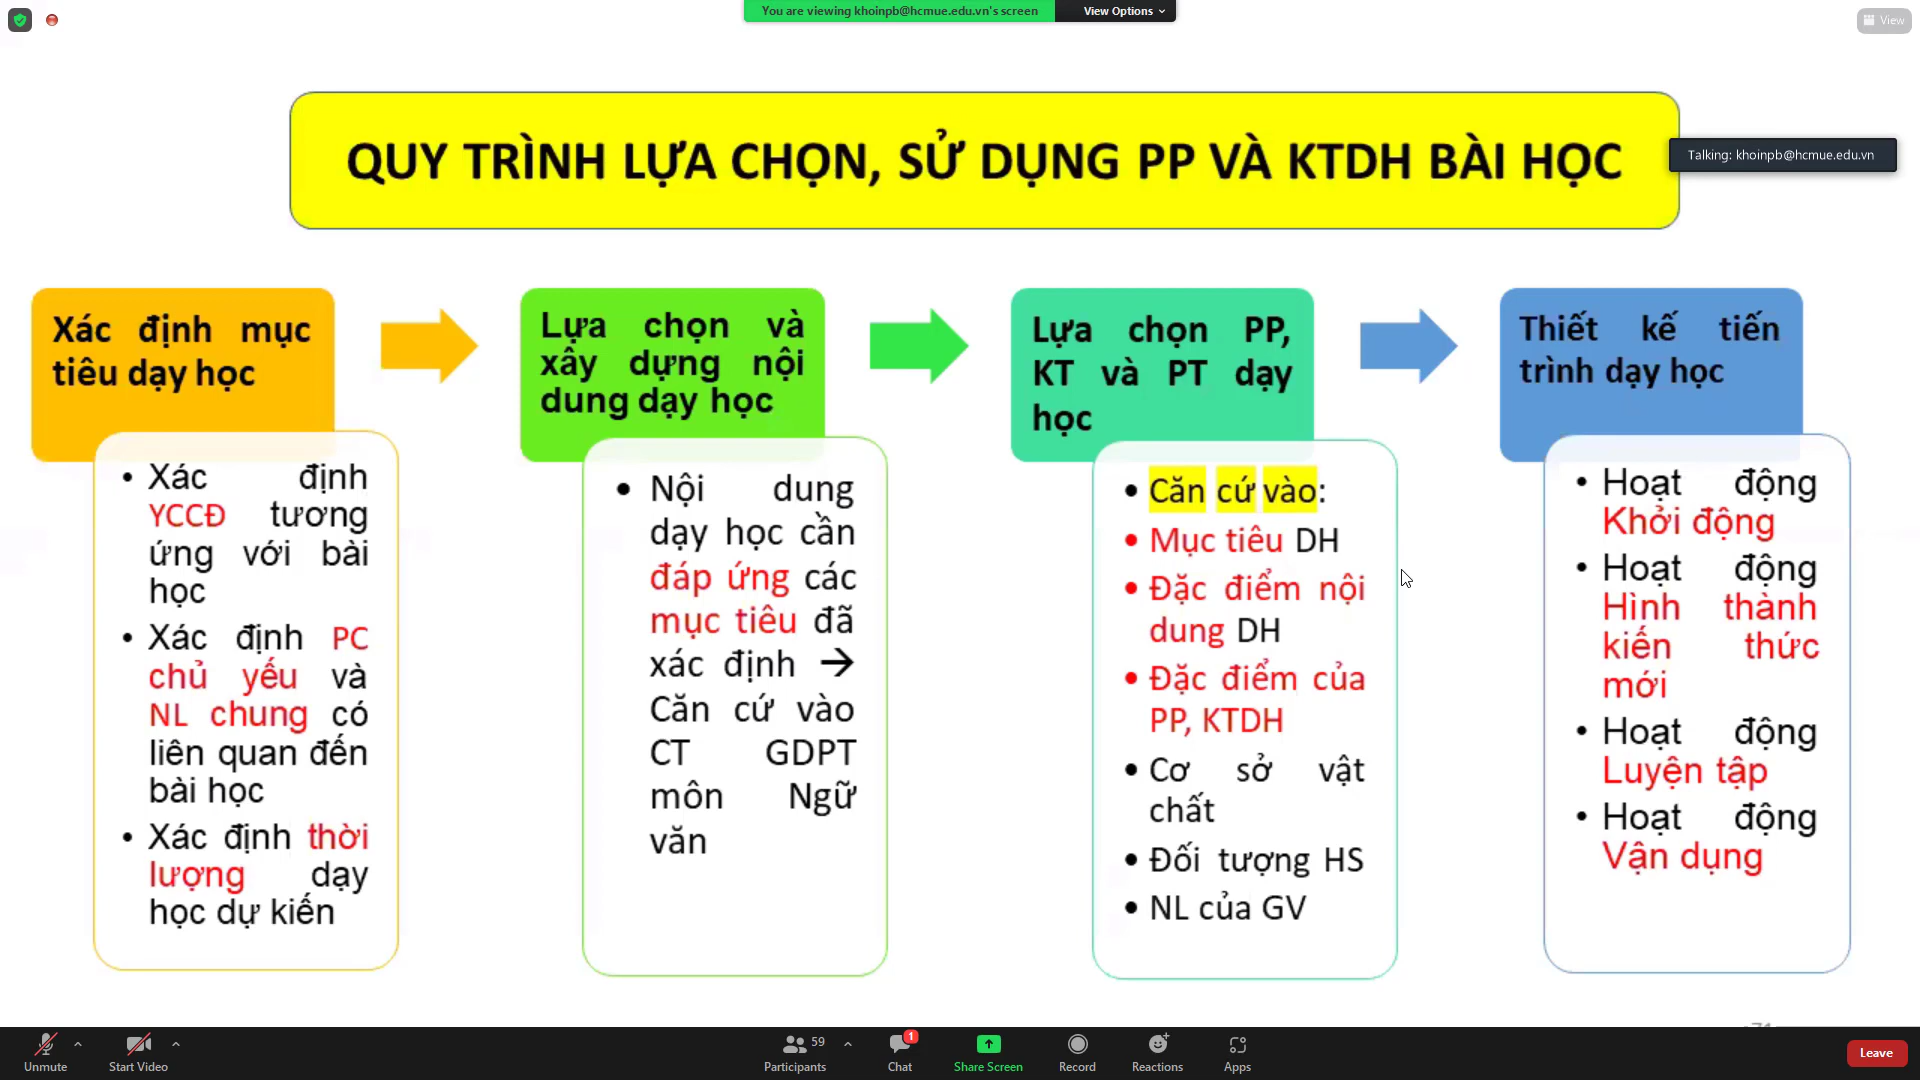 You are viewing khoinpb@hcmue.edu.vn's screen
View Options
View
QUY TRÌNH LỰA CHỌN, SỬ DỤNG PP VÀ KTDH BÀI HỌC
Talking: khoinpb@hcmue.edu.vn
Xác định mục
tiêu dạy học
• Xác định
YCCĐ tương
ứng với bài
học
• Xác định PC
chủ yếu và
NL chung có
liên quan đến
bài học
• Xác định thời
lượng dạy
học dự kiến
Lựa chọn và
xây dựng nội
dung dạy học
• Nội dung
dạy học cần
đáp ứng các
mục tiêu đã
xác định →
Căn cứ vào
CT GDPT
môn Ngữ
văn
Lựa chọn PP,
KT và PT dạy
học
• Căn cứ vào:
• Mục tiêu DH
• Đặc điểm nội
dung DH
• Đặc điểm của
PP, KTDH
• Cơ sở vật
chất
• Đối tượng HS
• NL của GV
Thiết kế tiến
trình dạy học
• Hoạt động
Khởi động
• Hoạt động
Hình thành
kiến thức
mới
• Hoạt động
Luyện tập
• Hoạt động
Vận dụng
Unmute
Start Video
59
Participants
1
Chat
Share Screen
Record
Reactions
Apps
Leave